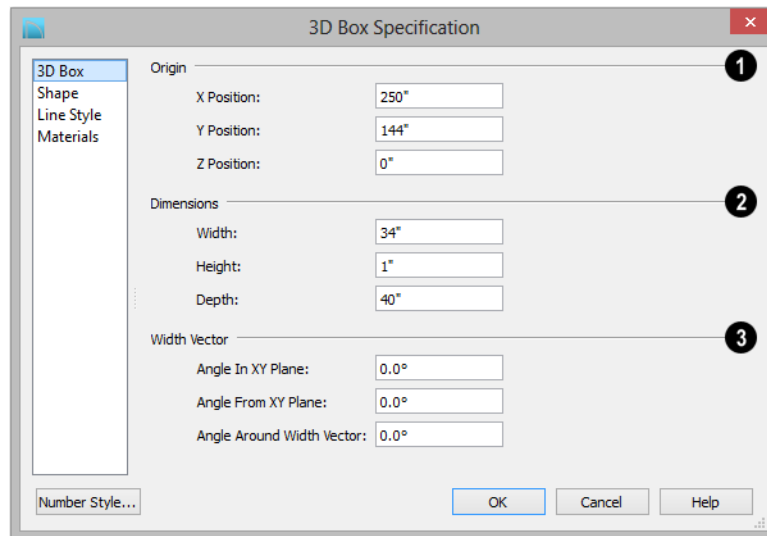 3D Box Specification
3D Box
Shape
Line Style
Materials
Origin 1
X Position: 250"
Y Position: 144"
Z Position: 0"
Dimensions 2
Width: 34"
Height: 1"
Depth: 40"
Width Vector 3
Angle In XY Plane: 0.0°
Angle From XY Plane: 0.0°
Angle Around Width Vector: 0.0°
Number Style... OK Cancel Help